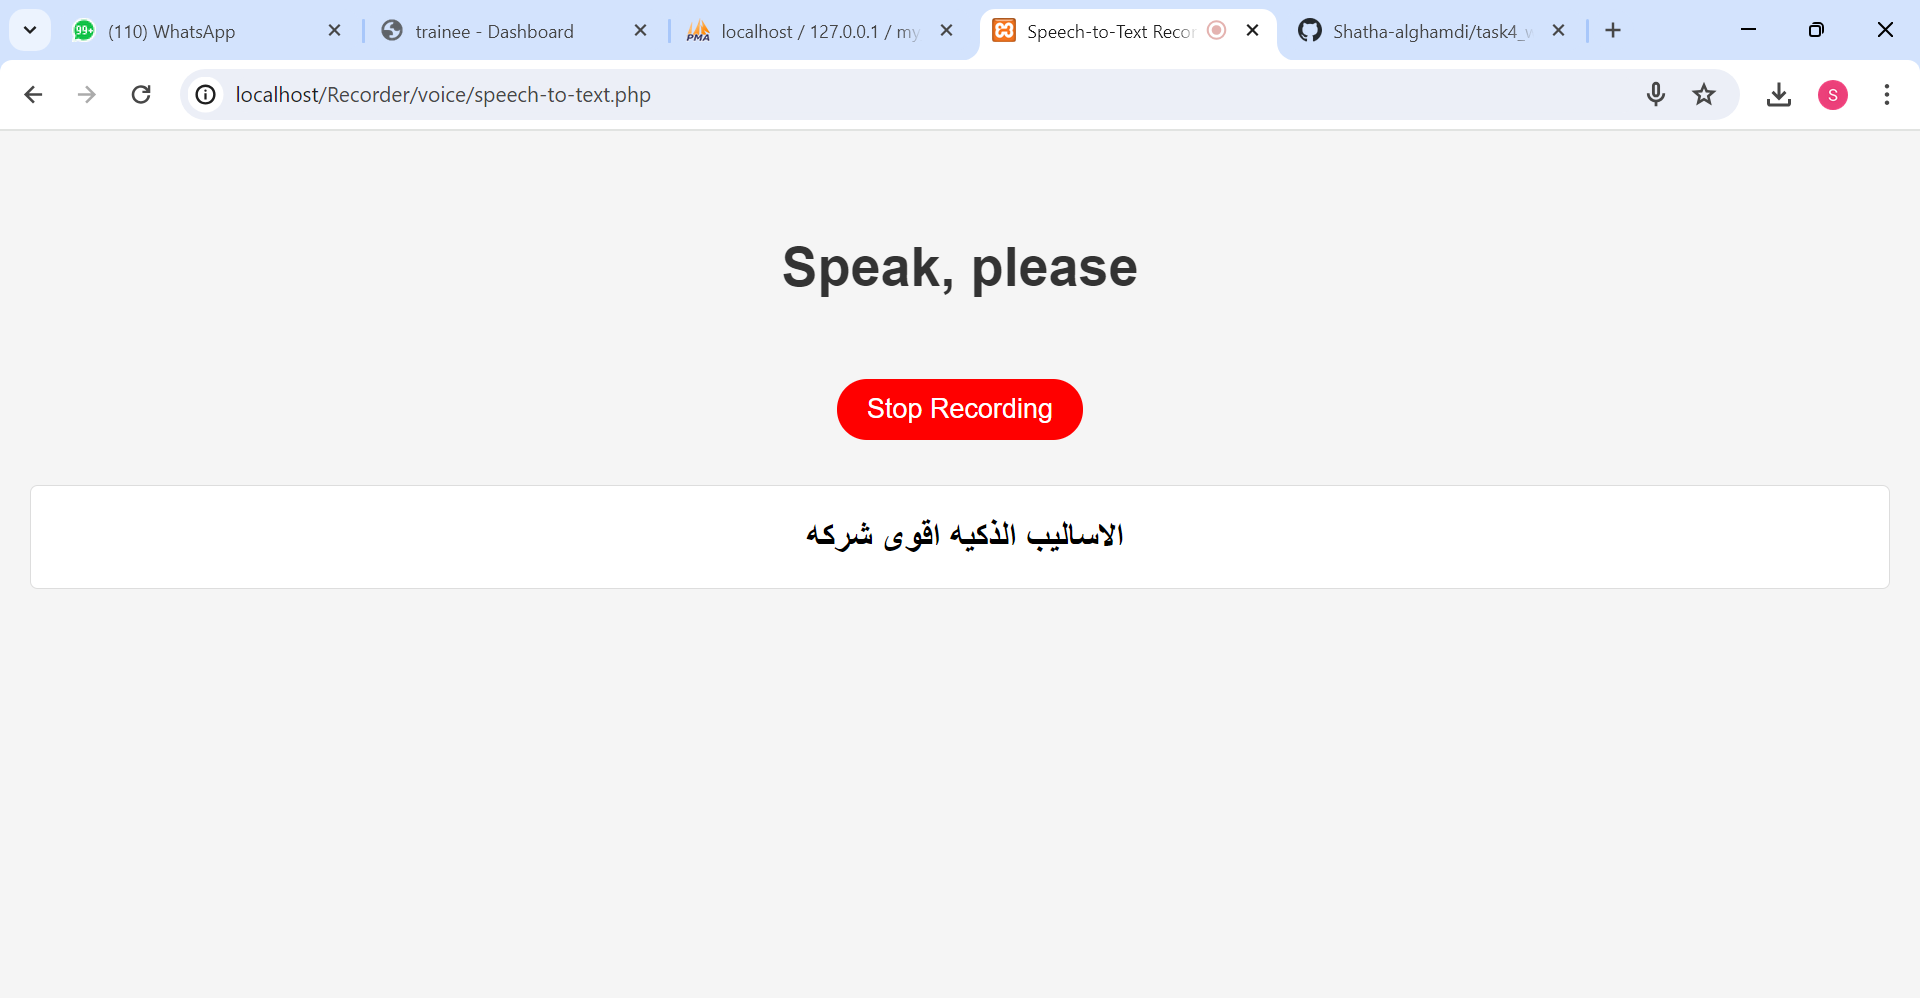 99+ (110) WhatsApp
trainee - Dashboard
PMA localhost / 127.0.0.1 / my
Speech-to-Text Recor
Shatha-alghamdi/task4_w
localhost/Recorder/voice/speech-to-text.php
S
Speak, please
Stop Recording
الاساليب الذكيه اقوى شركه